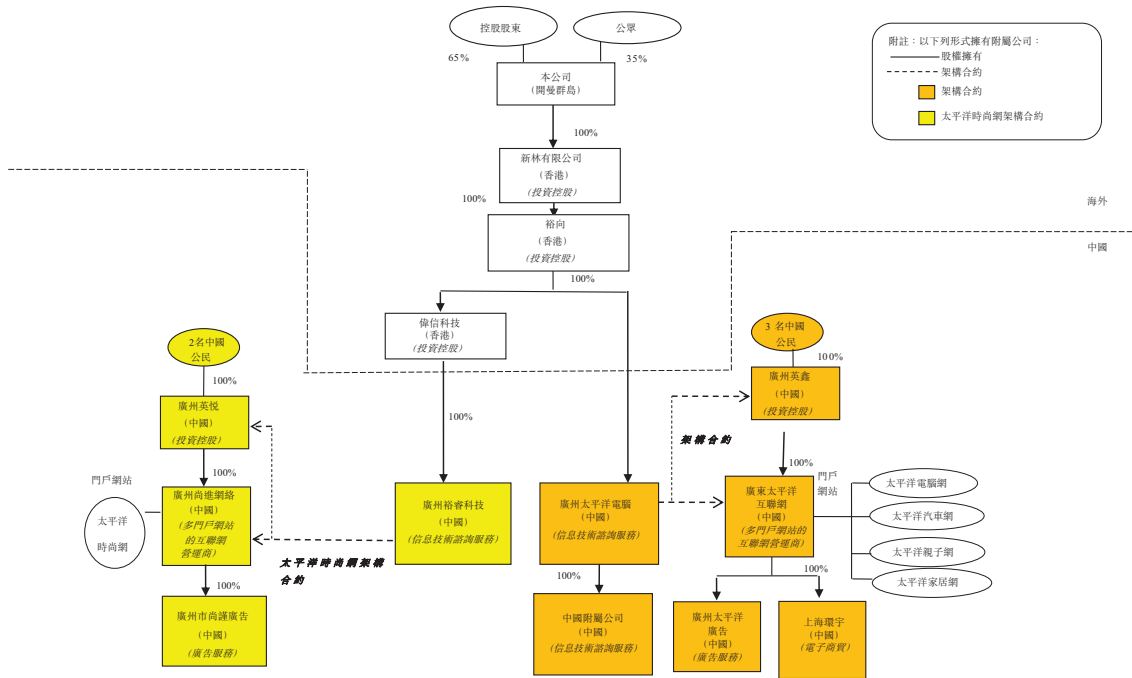 控股股東
公眾
65%
35%
本公司
(開曼群島)
100%
新林有限公司
(香港)
(投資控股)
100%
裕向
(香港)
(投資控股)
100%
附註：以下列形式擁有附屬公司：
股權擁有
架構合約
架構合約
太平洋時尚網架構合約
海外
中國
偉信科技
(香港)
(投資控股)
100%
2名中國
公民
100%
廣州英悦
(中國)
(投資控股)
100%
門戶網站
太平洋
時尚網
廣州尚進網絡
(中國)
(多門戶網站
的互聯網
營運商)
100%
廣州市尚謹廣告
(中國)
(廣告服務)
太平洋時尚網架構
合約
廣州裕睿科技
(中國)
(信息技術諮詢服務)
廣州太平洋電腦
(中國)
(信息技術諮詢服務)
100%
中國附屬公司
(中國)
(信息技術諮詢服務)
架構合約
3 名中國
公民
100%
廣州英鑫
(中國)
(投資控股)
100%
門戶
網站
廣東太平洋
互聯網
(中國)
(多門戶網站的
互聯網營運商)
太平洋電腦網
太平洋汽車網
太平洋親子網
太平洋家居網
100%
廣州太平洋
廣告
(中國)
(廣告服務)
上海環宇
(中國)
(電子商貿)